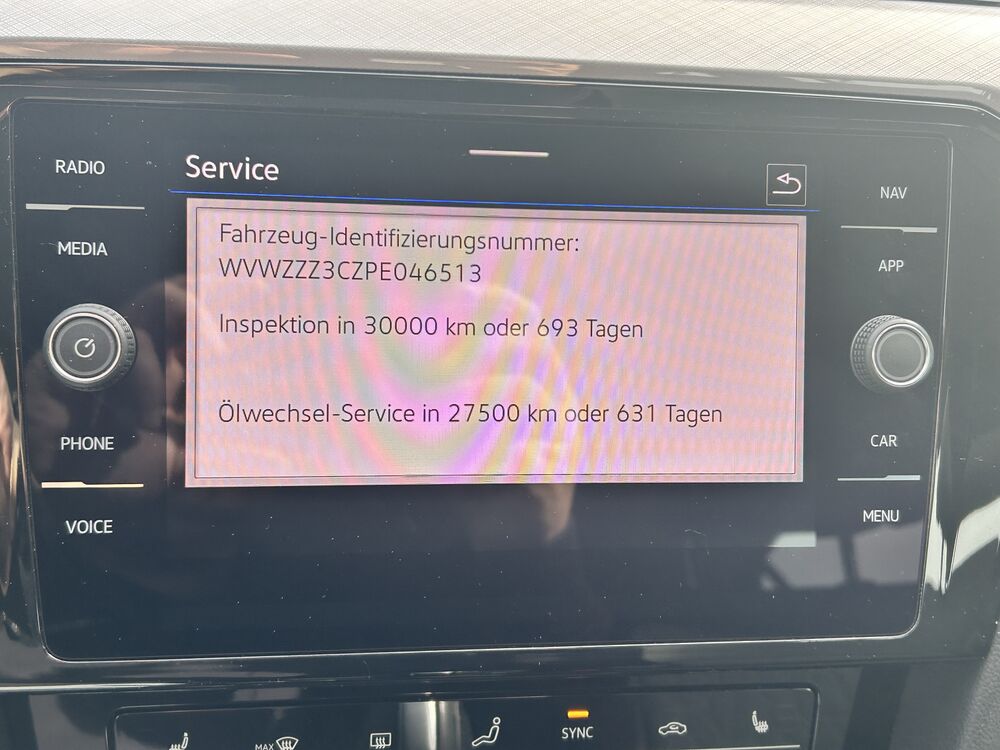 Service
Fahrzeug-Identifizierungsnummer:
WVWZZZ3CZPE046513
Inspektion in 30000 km oder 693 Tagen
Ölwechsel-Service in 27500 km oder 631 Tagen
RADIO
MEDIA
PHONE
VOICE
NAV
APP
CAR
MENU
MAX
SYNC